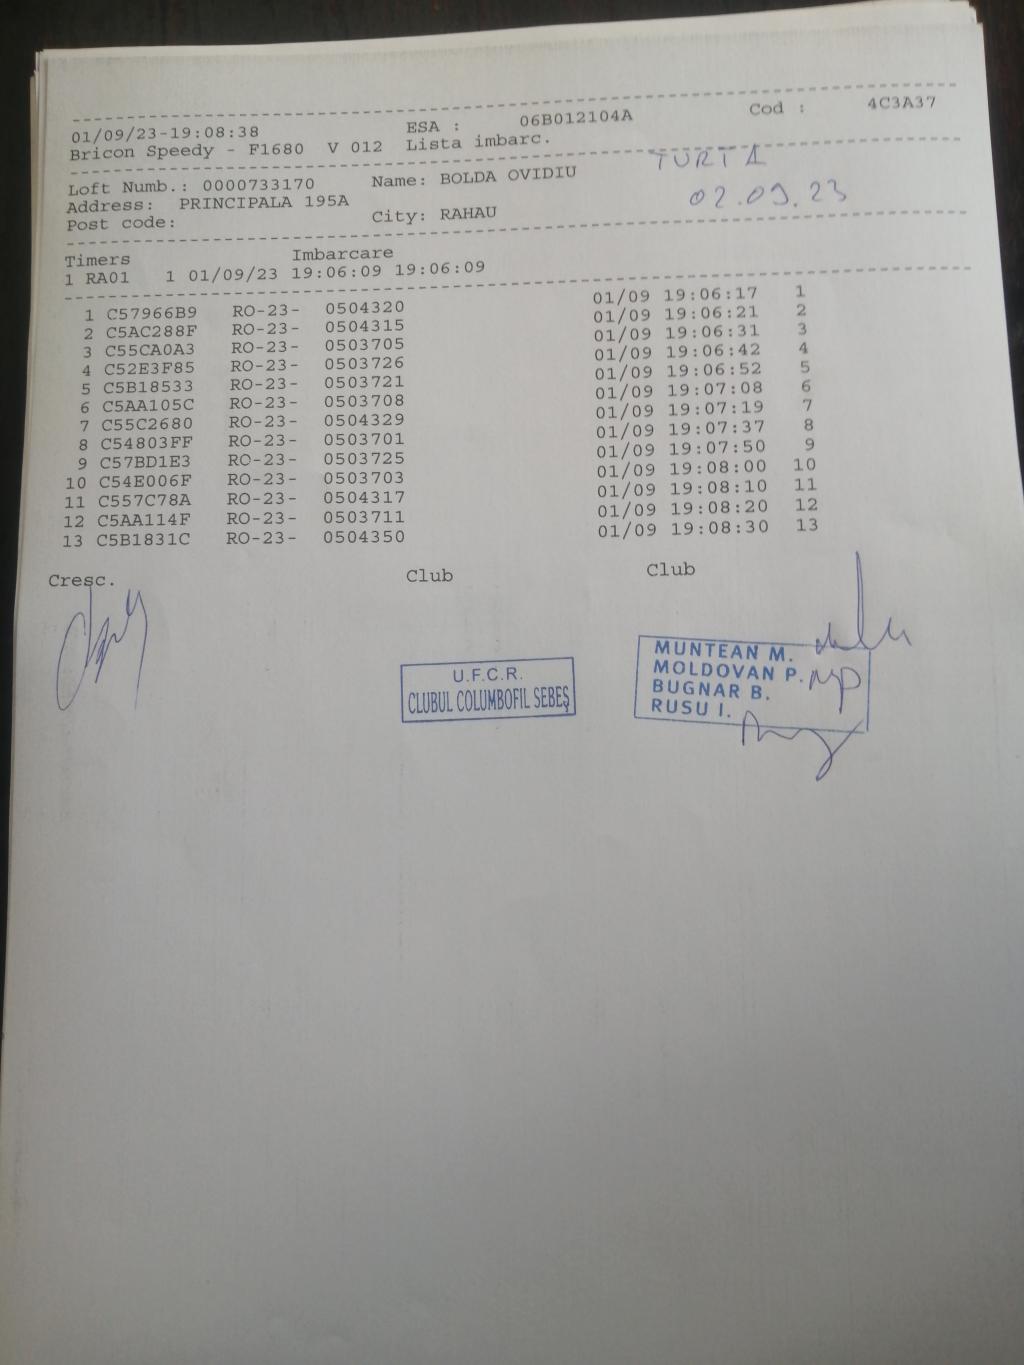 01/09/23-19:08:38 ESA : 06B012104A Cod : 4C3A37
Bricon Speedy - F1680 V 012 Lista imbarc.
TURT 1
Loft Numb.: 0000733170 Name: BOLDA OVIDIU
02.09.23
Address: PRINCIPALA 195A
Post code: City: RAHAU
Timers Imbarcare
1 RA01 1 01/09/23 19:06:09 19:06:09
1 C57966B9 RO-23- 0504320 01/09 19:06:17 1
2 C5AC288F RO-23- 0504315 01/09 19:06:21 2
3 C55CA0A3 RO-23- 0503705 01/09 19:06:31 3
4 C52E3F85 RO-23- 0503726 01/09 19:06:42 4
5 C5B18533 RO-23- 0503721 01/09 19:06:52 5
6 C5AA105C RO-23- 0503708 01/09 19:07:08 6
7 C55C2680 RO-23- 0504329 01/09 19:07:19 7
8 C54803FF RO-23- 0503701 01/09 19:07:37 8
9 C57BD1E3 RO-23- 0503725 01/09 19:07:50 9
10 C54E006F RO-23- 0503703 01/09 19:08:00 10
11 C557C78A RO-23- 0504317 01/09 19:08:10 11
12 C5AA114F RO-23- 0503711 01/09 19:08:20 12
13 C5B1831C RO-23- 0504350 01/09 19:08:30 13
Cresc. Club Club
U.F.C.R.
CLUBUL COLUMBOFIL SEBEȘ
MUNTEAN M.
MOLDOVAN P.
BUGNAR B.
RUSU I.